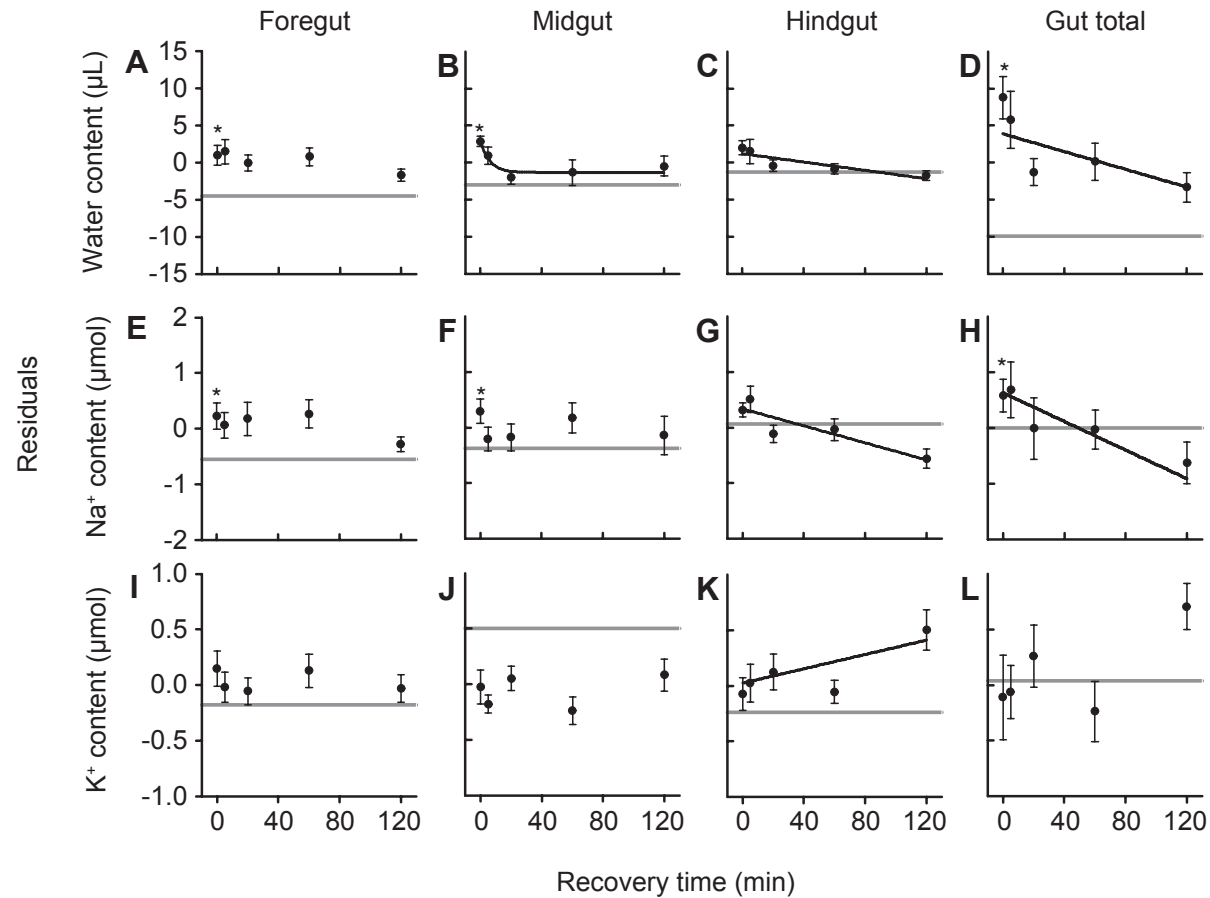 Foregut Midgut Hindgut Gut total
A B C D
Water content (µL)
15
10
5
0
-5
-10
-15
* * *
E F G H
Residuals
Na⁺ content (µmol)
2
1
0
-1
-2
* * *
I J K L
K⁺ content (µmol)
1.0
0.5
0.0
-0.5
-1.0
0 40 80 120 0 40 80 120 0 40 80 120 0 40 80 120
Recovery time (min)